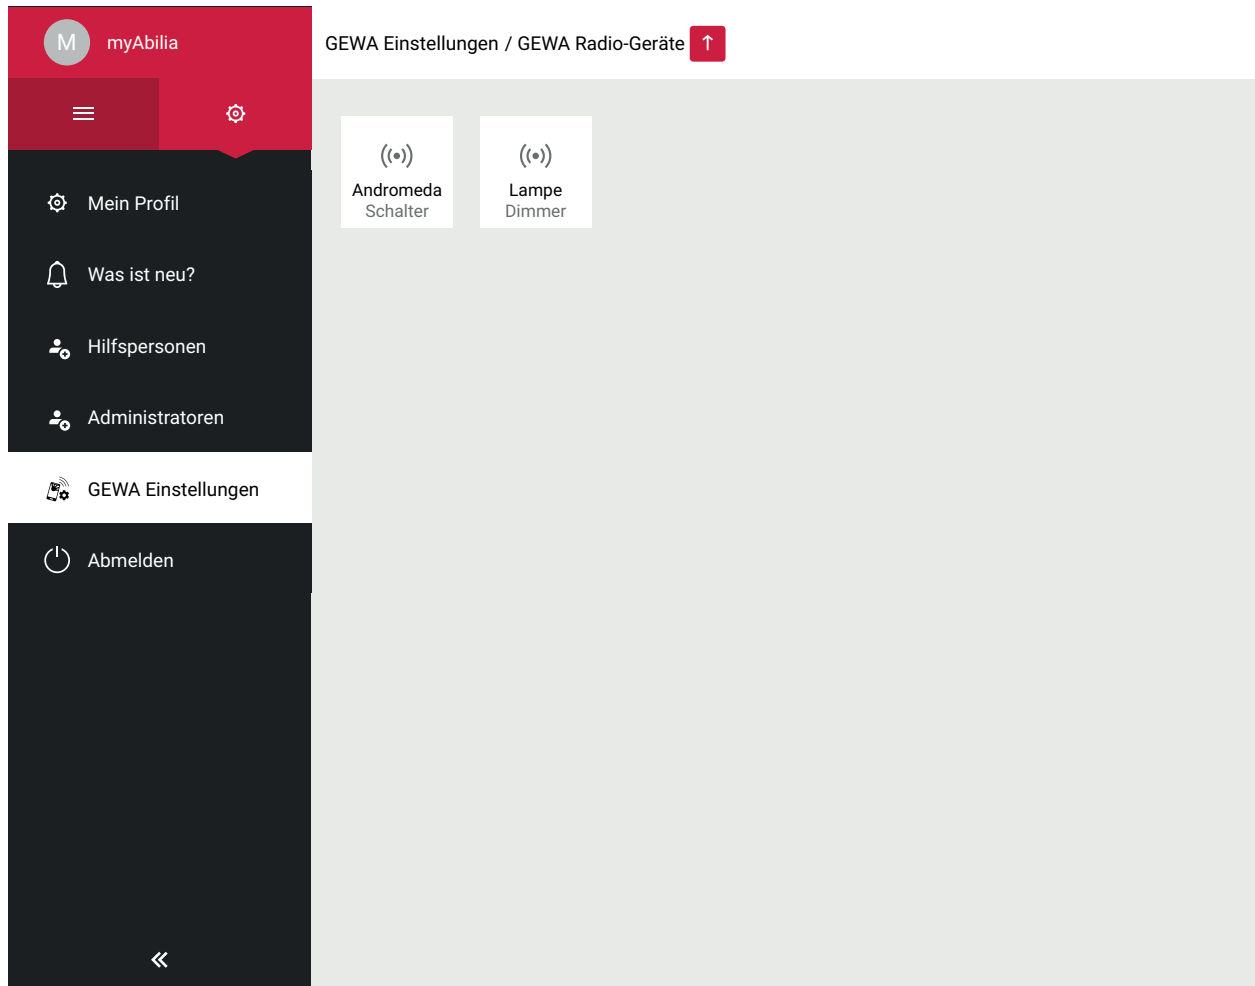 M myAbilia
GEWA Einstellungen / GEWA Radio-Geräte
Mein Profil
Was ist neu?
Hilfspersonen
Administratoren
GEWA Einstellungen
Abmelden
Andromeda
Schalter
Lampe
Dimmer